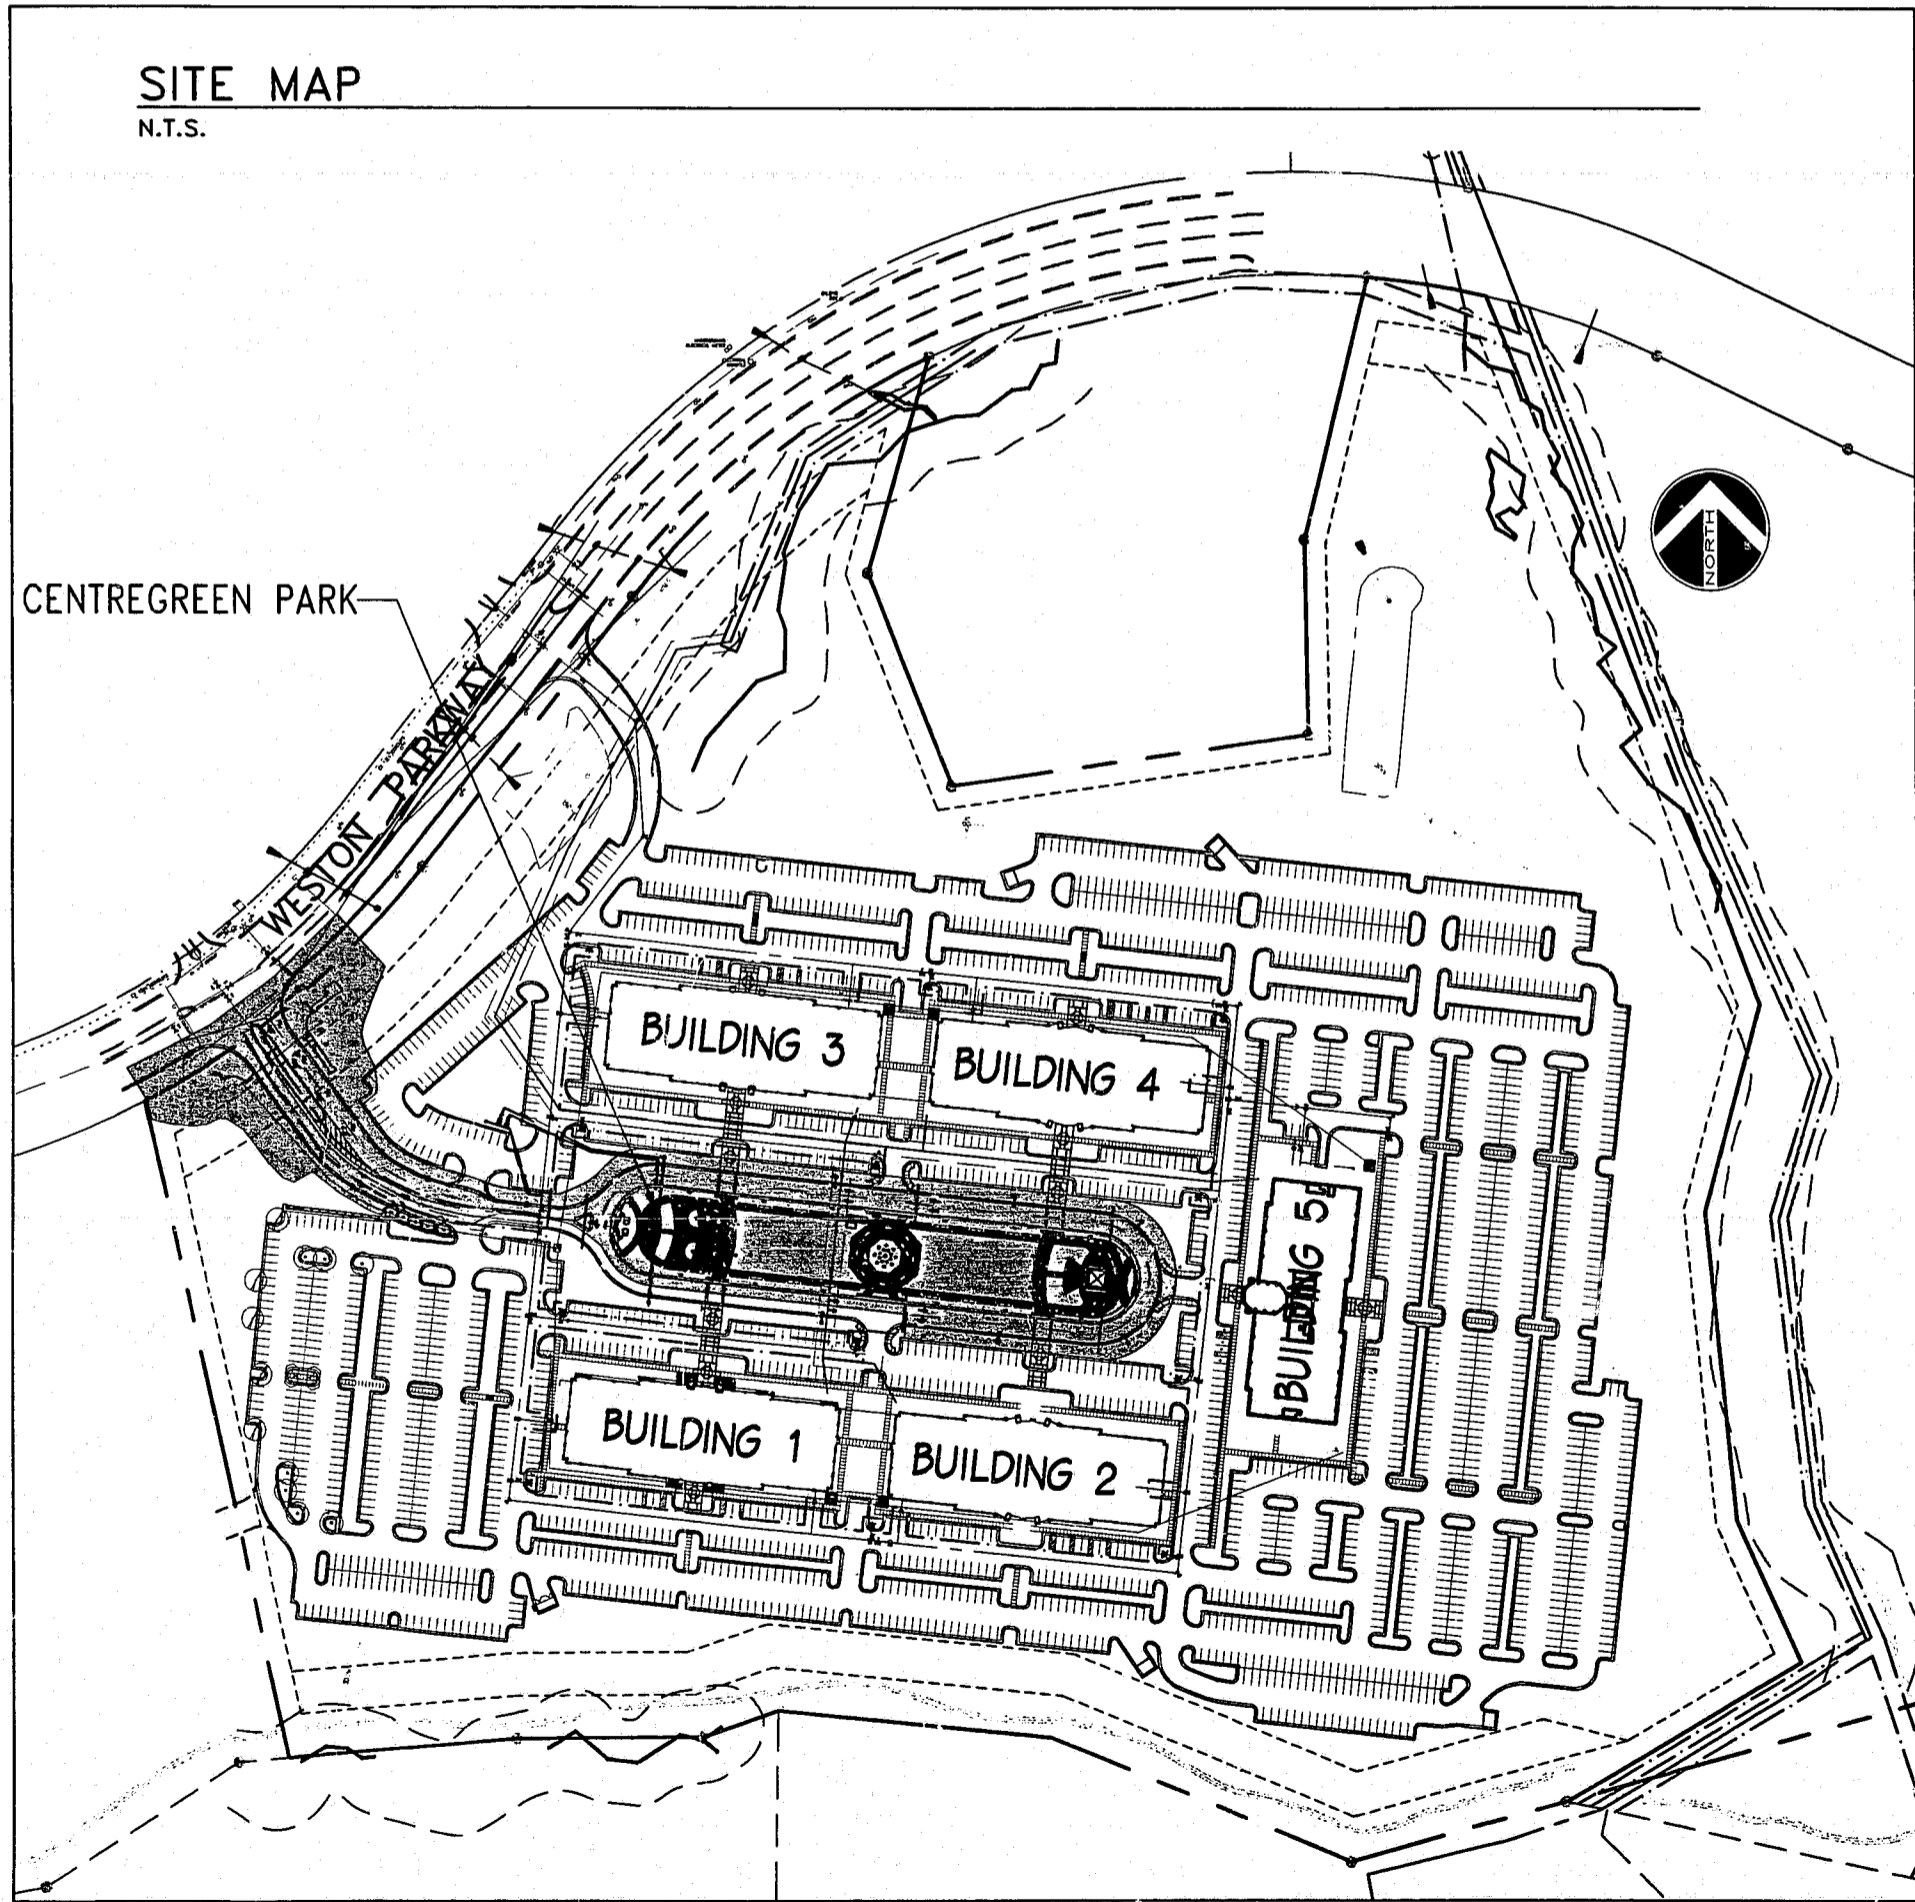 SITE MAP
N.T.S.
NORTH
CENTREGREEN PARK
WESTON PARKWAY
BUILDING 3
BUILDING 4
BUILDING 5
BUILDING 1
BUILDING 2